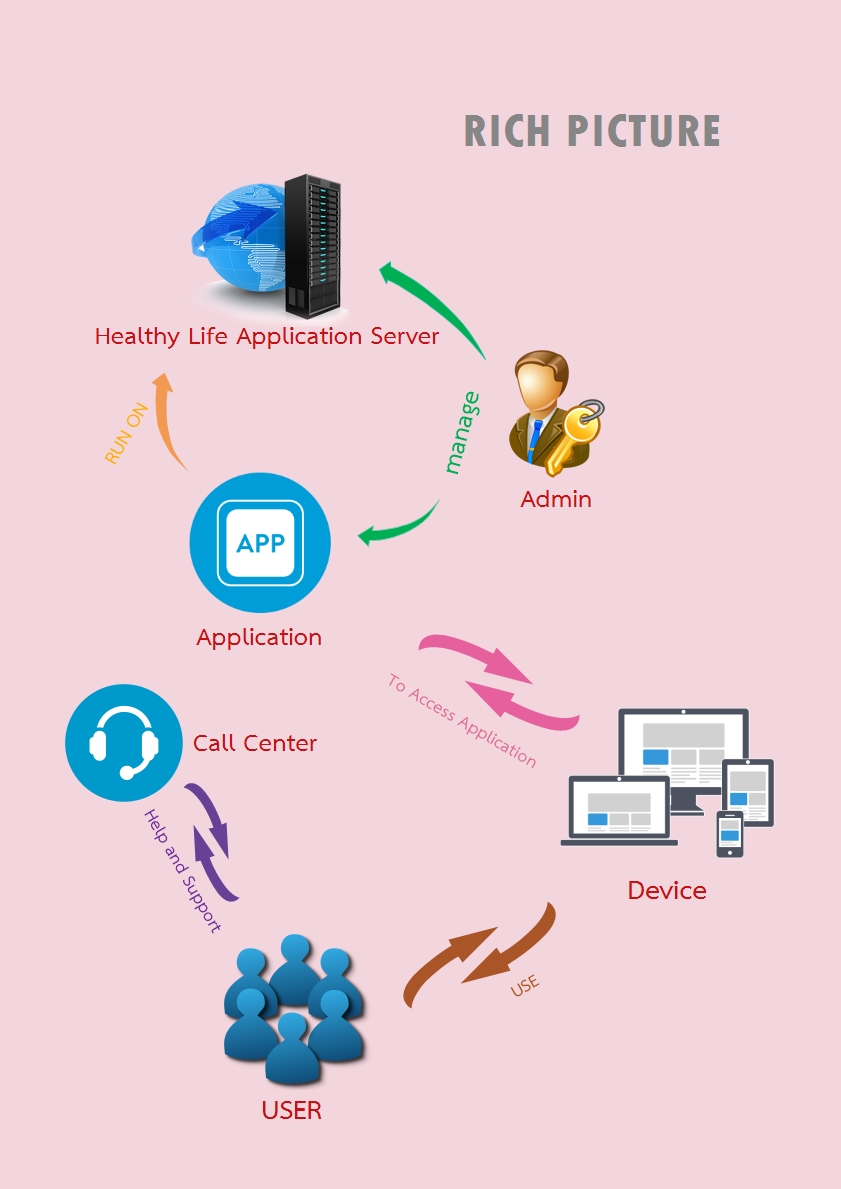 RICH PICTURE
Healthy Life Application Server
manage
RUN ON
Admin
APP
Application
To Access Application
Call Center
Help and Support
Device
USE
USER